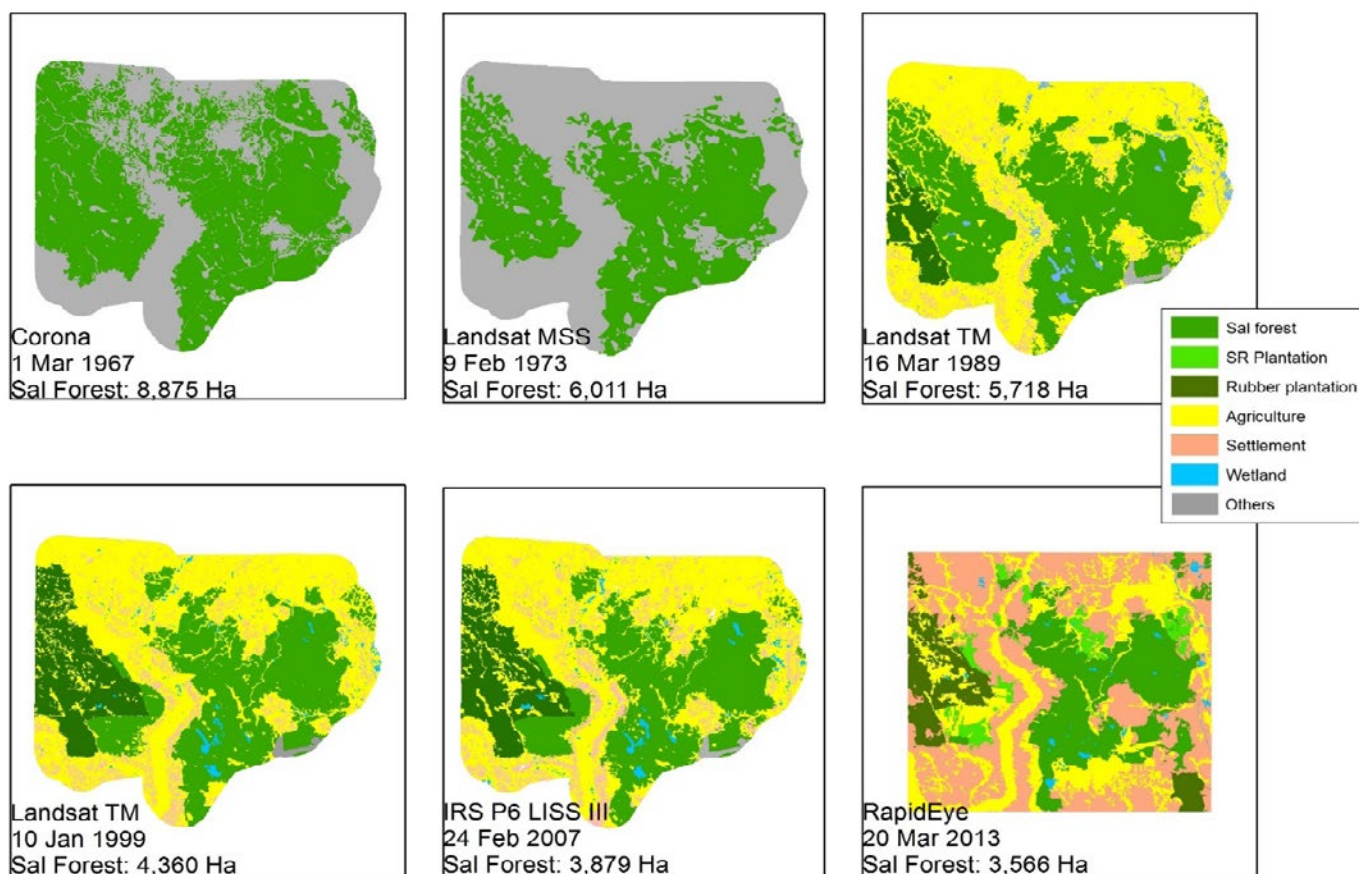 Corona
1 Mar 1967
Sal Forest: 8,875 Ha
Landsat MSS
9 Feb 1973
Sal Forest: 6,011 Ha
Landsat TM
16 Mar 1989
Sal Forest: 5,718 Ha
Sal forest
SR Plantation
Rubber plantation
Agriculture
Settlement
Wetland
Others
Landsat TM
10 Jan 1999
Sal Forest: 4,360 Ha
IRS P6 LISS III
24 Feb 2007
Sal Forest: 3,879 Ha
RapidEye
20 Mar 2013
Sal Forest: 3,566 Ha